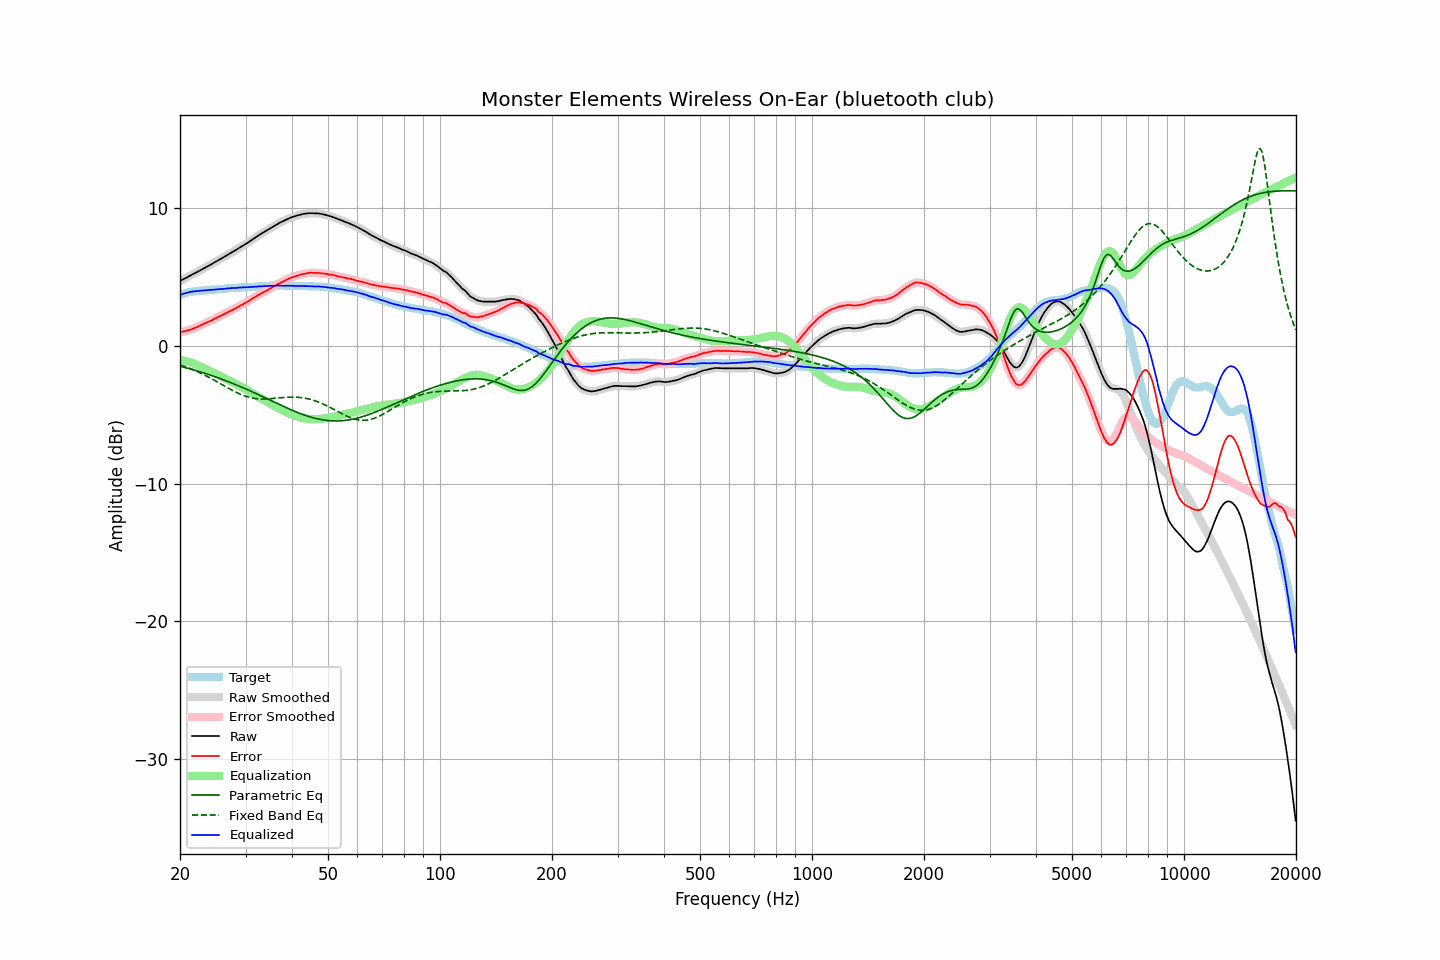 Monster Elements Wireless On-Ear (bluetooth club)
Amplitude (dBr)
10
0
−10
−20
−30
Target
Raw Smoothed
Error Smoothed
Raw
Error
Equalization
Parametric Eq
Fixed Band Eq
Equalized
20 50 100 200 500 1000 2000 5000 10000 20000
Frequency (Hz)